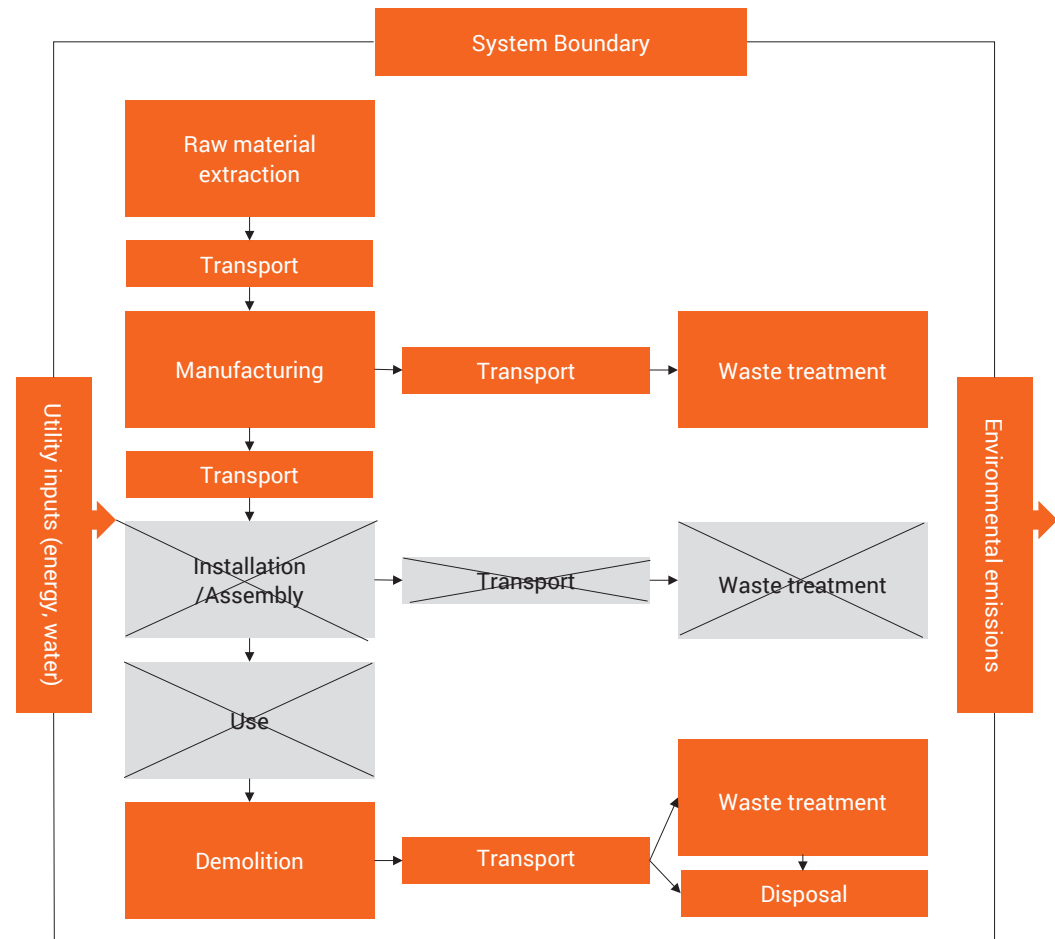 System Boundary
Raw material
extraction
Transport
Manufacturing
Transport
Waste treatment
Transport
Utility inputs (energy, water)
Environmental emissions
Installation
/Assembly
Transport
Waste treatment
Use
Demolition
Transport
Waste treatment
Disposal